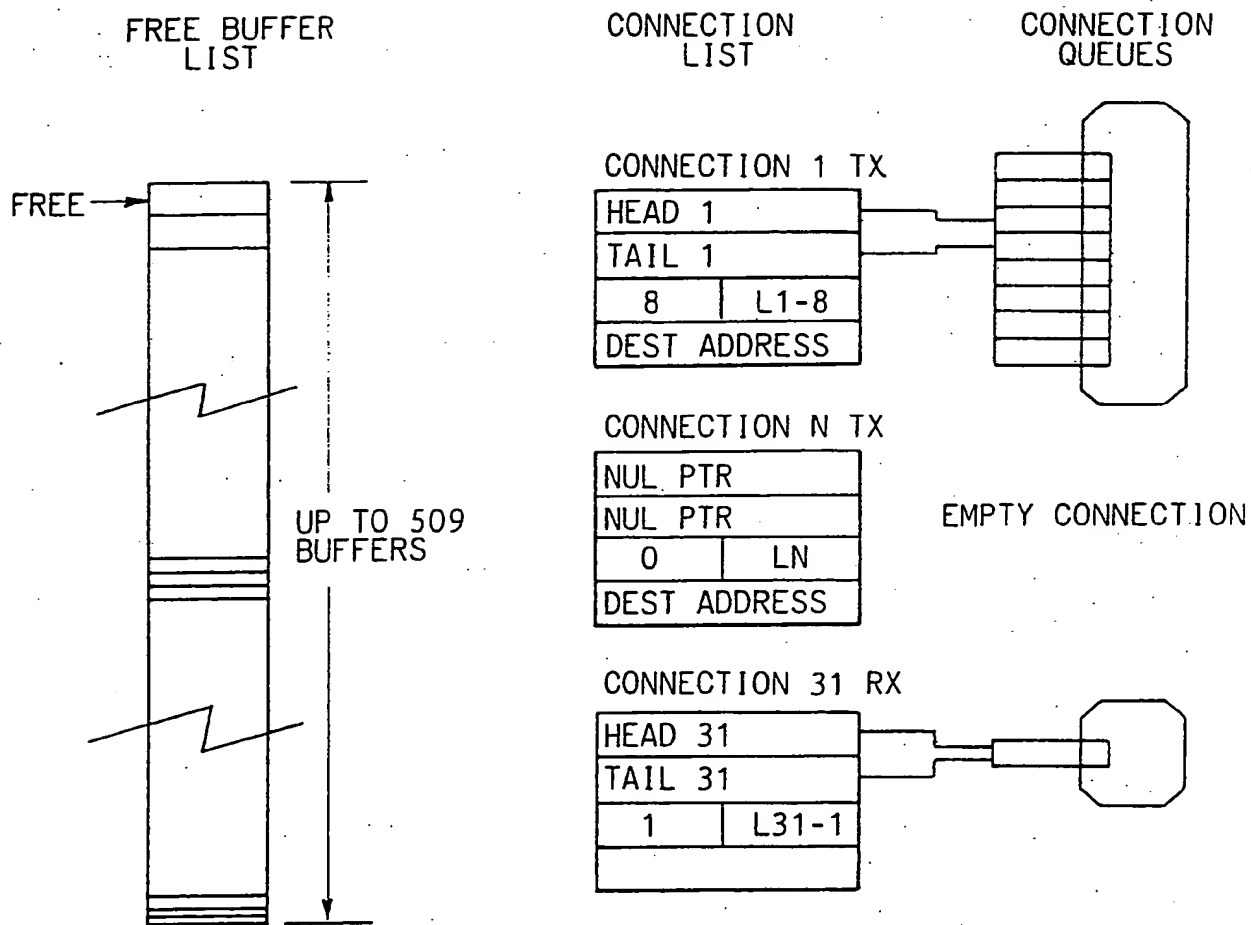 FREE BUFFER
LIST
FREE
UP TO 509
BUFFERS
CONNECTION
LIST
CONNECTION 1 TX
HEAD 1
TAIL 1
8 L1-8
DEST ADDRESS
CONNECTION N TX
NUL PTR
NUL PTR
0 LN
DEST ADDRESS
CONNECTION 31 RX
HEAD 31
TAIL 31
1 L31-1
CONNECTION
QUEUES
EMPTY CONNECTION